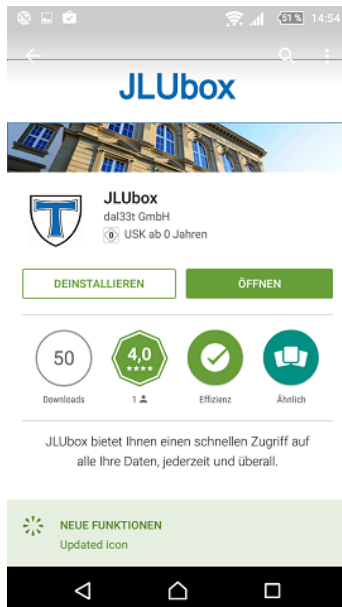 51 %
14:54
JLUbox
JLUbox
dal33t GmbH
0 USK ab 0 Jahren
DEINSTALLIEREN
ÖFFNEN
50
4,0
Downloads
1
Effizienz
Ähnlich
JLUbox bietet Ihnen einen schnellen Zugriff auf
alle Ihre Daten, jederzeit und überall.
NEUE FUNKTIONEN
Updated icon